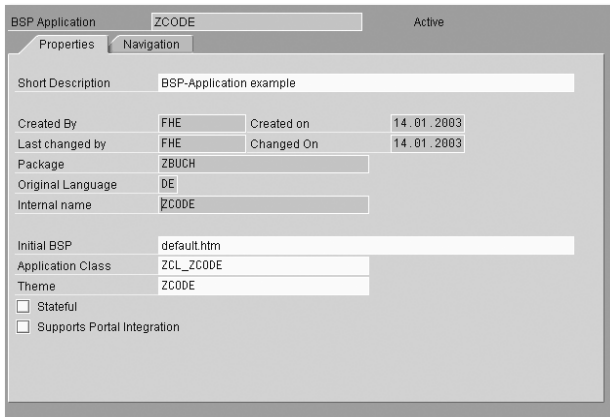 BSP Application ZCODE Active
Properties Navigation
Short Description BSP-Application example
Created By FHE Created on 14.01.2003
Last changed by FHE Changed On 14.01.2003
Package ZBUCH
Original Language DE
Internal name ZCODE
Initial BSP default.htm
Application Class ZCL_ZCODE
Theme ZCODE
Stateful
Supports Portal Integration